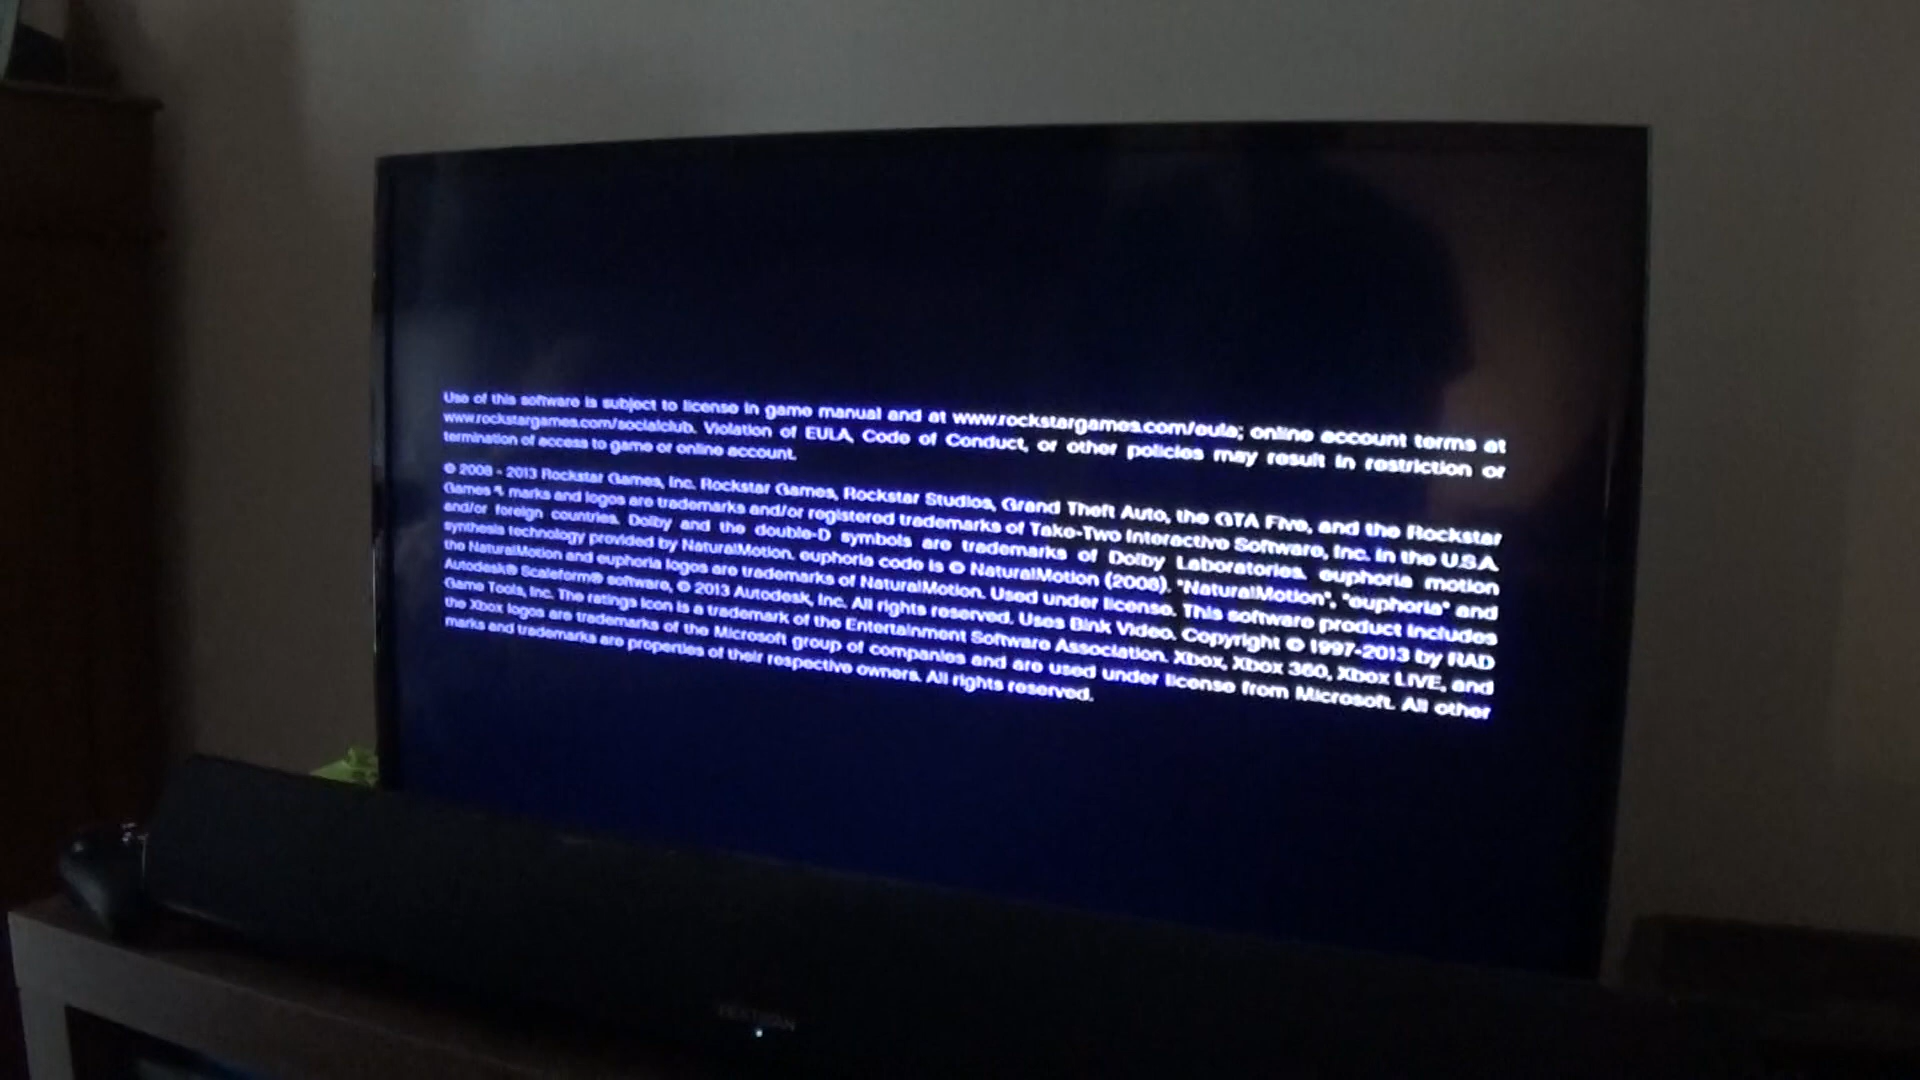 Use of this software is subject to license in game manual and at www.rockstargames.com/eula; online account terms at
www.rockstargames.com/socialclub. Violation of EULA, Code of Conduct, or other policies may result in restriction or
termination of access to game or online account.
© 2008 - 2013 Rockstar Games, Inc. Rockstar Games, Rockstar Studios, Grand Theft Auto, the GTA Five, and the Rockstar
Games marks and logos are trademarks and/or registered trademarks of Take-Two Interactive Software, Inc. in the U.S.A.
and/or foreign countries. Dolby and the double-D symbols are trademarks of Dolby Laboratories. euphoria motion
synthesis technology provided by NaturalMotion. euphoria code is © NaturalMotion (2008). "NaturalMotion", "euphoria" and
the NaturalMotion and euphoria logos are trademarks of NaturalMotion. Used under license. This software product includes
Autodesk® Scaleform® software, © 2013 Autodesk, Inc. All rights reserved. Uses Bink Video. Copyright © 1997-2013 by RAD
Game Tools, Inc. The ratings icon is a trademark of the Entertainment Software Association. Xbox, Xbox 360, Xbox LIVE, and
the Xbox logos are trademarks of the Microsoft group of companies and are used under license from Microsoft. All other
marks and trademarks are properties of their respective owners. All rights reserved.